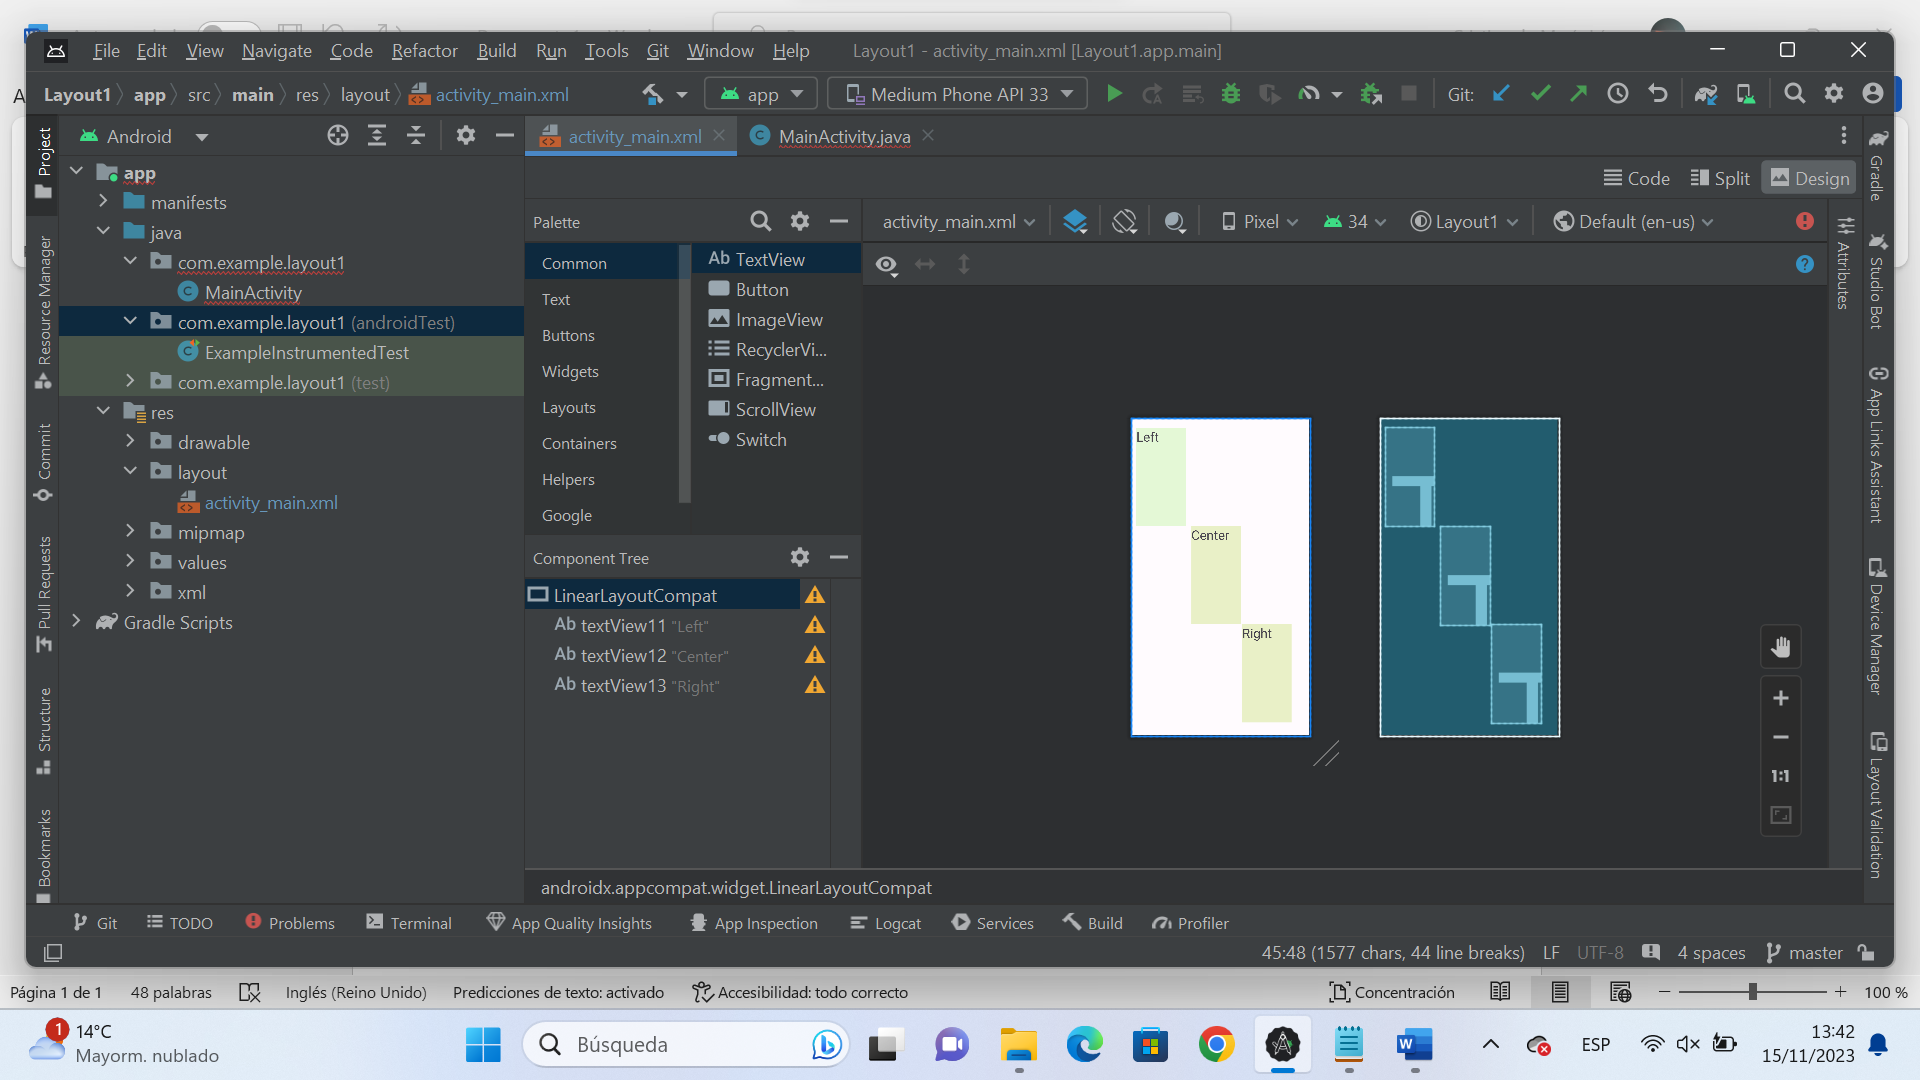 File Edit View Navigate Code Refactor Build Run Tools Git Window Help Layout1 - activity_main.xml [Layout1.app.main]
Layout1 app src main res layout activity_main.xml app Medium Phone API 33 Git:
Android
activity_main.xml MainActivity.java
Code Split Design
Project
Resource Manager
Commit
Pull Requests
Structure
Bookmarks
app
manifests
java
com.example.layout1
MainActivity
com.example.layout1 (androidTest)
ExampleInstrumentedTest
com.example.layout1 (test)
res
drawable
layout
activity_main.xml
mipmap
values
xml
Gradle Scripts
Palette
Common
Text
Buttons
Widgets
Layouts
Containers
Helpers
Google
Ab TextView
Button
ImageView
RecyclerVi...
Fragment...
ScrollView
Switch
Component Tree
LinearLayoutCompat
Ab textView11 "Left"
Ab textView12 "Center"
Ab textView13 "Right"
activity_main.xml Pixel 34 Layout1 Default (en-us)
Left
Center
Right
1:1
Attributes
Gradle
Studio Bot
App Links Assistant
Device Manager
Layout Validation
androidx.appcompat.widget.LinearLayoutCompat
Git TODO Problems Terminal App Quality Insights App Inspection Logcat Services Build Profiler
45:48 (1577 chars, 44 line breaks) LF UTF-8 4 spaces master
Página 1 de 1 48 palabras Inglés (Reino Unido) Predicciones de texto: activado Accesibilidad: todo correcto Concentración 100 %
1
14°C
Mayorm. nublado
Búsqueda
ESP
13:42
15/11/2023